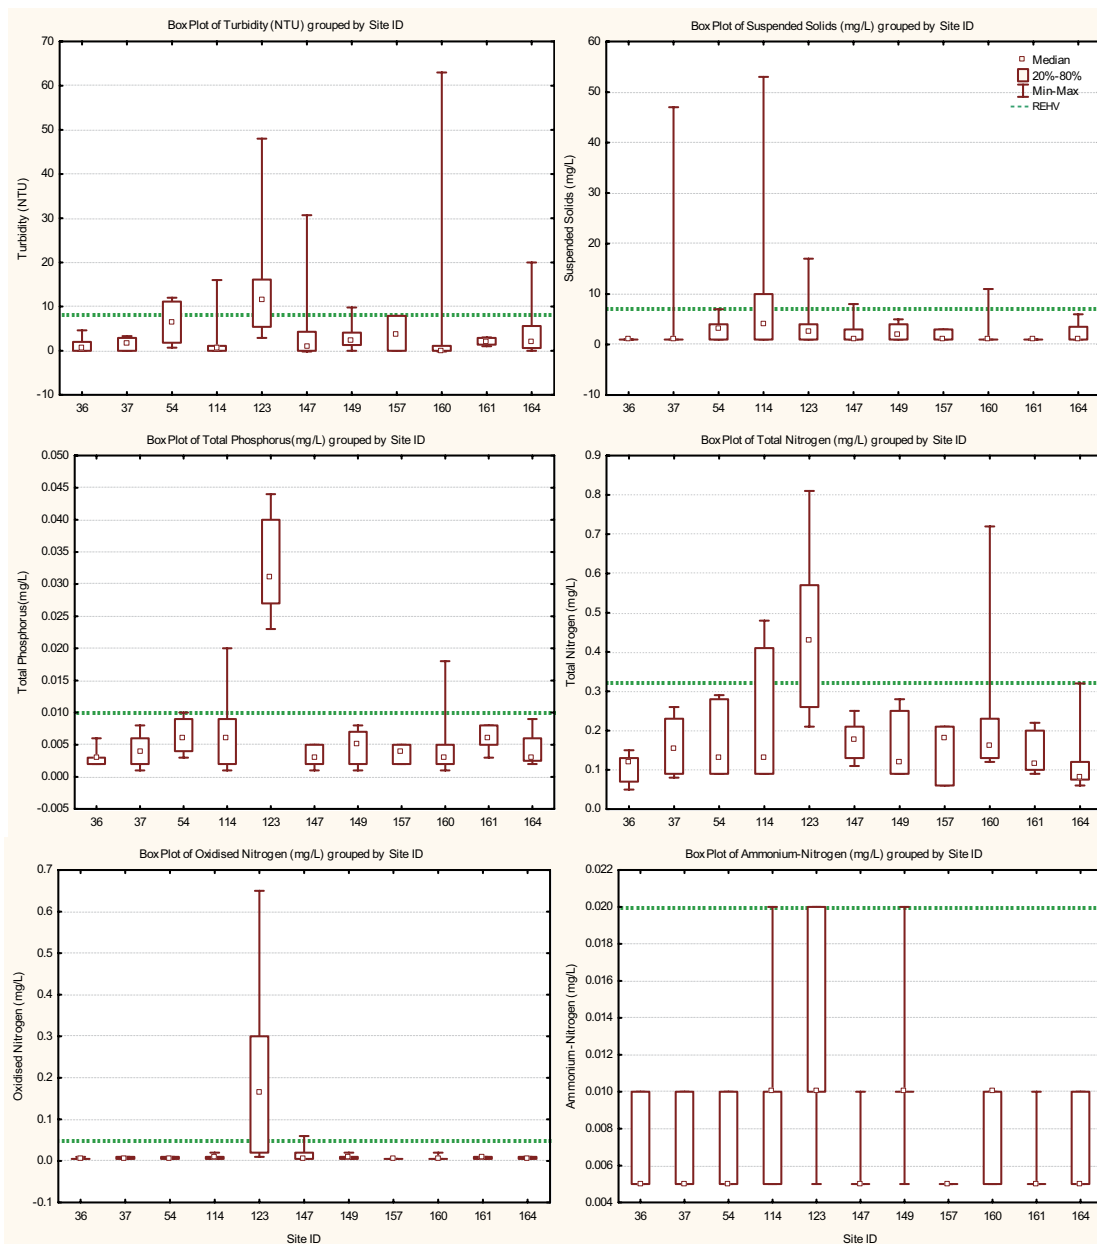 Box Plot of Turbidity (NTU) grouped by Site ID
70
60
50
40
30
20
10
0
-10
Turbidity (NTU)
36 37 54 114 123 147 149 157 160 161 164
Box Plot of Suspended Solids (mg/L) grouped by Site ID
60
50
40
30
20
10
0
-10
Suspended Solids (mg/L)
Median
20%-80%
Min-Max
REHV
36 37 54 114 123 147 149 157 160 161 164
Box Plot of Total Phosphorus(mg/L) grouped by Site ID
0.050
0.045
0.040
0.035
0.030
0.025
0.020
0.015
0.010
0.005
0.000
-0.005
Total Phosphorus(mg/L)
36 37 54 114 123 147 149 157 160 161 164
Box Plot of Total Nitrogen (mg/L) grouped by Site ID
0.9
0.8
0.7
0.6
0.5
0.4
0.3
0.2
0.1
0.0
Total Nitrogen (mg/L)
36 37 54 114 123 147 149 157 160 161 164
Box Plot of Oxidised Nitrogen (mg/L) grouped by Site ID
0.7
0.6
0.5
0.4
0.3
0.2
0.1
0.0
-0.1
Oxidised Nitrogen (mg/L)
36 37 54 114 123 147 149 157 160 161 164
Site ID
Box Plot of Ammonium-Nitrogen (mg/L) grouped by Site ID
0.022
0.020
0.018
0.016
0.014
0.012
0.010
0.008
0.006
0.004
Ammonium-Nitrogen (mg/L)
36 37 54 114 123 147 149 157 160 161 164
Site ID